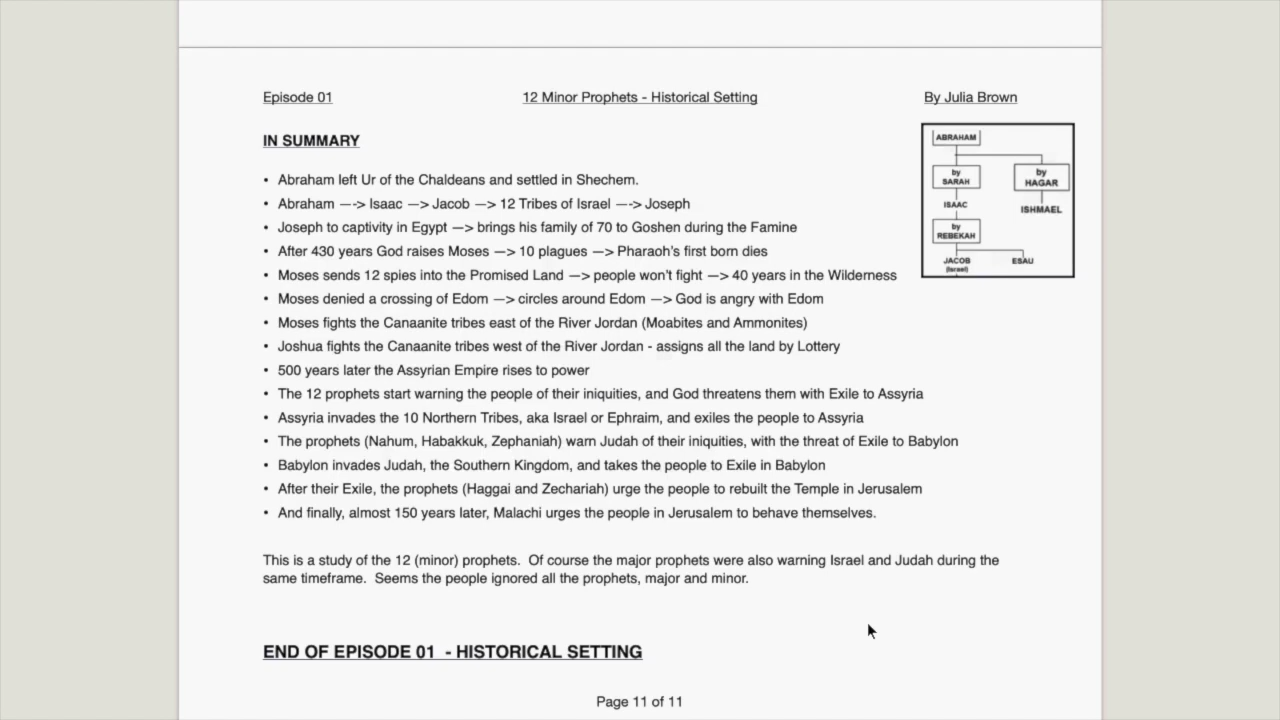 Episode 01
12 Minor Prophets - Historical Setting
By Julia Brown
IN SUMMARY
• Abraham left Ur of the Chaldeans and settled in Shechem.
• Abraham —-> Isaac —> Jacob —> 12 Tribes of Israel —-> Joseph
• Joseph to captivity in Egypt —> brings his family of 70 to Goshen during the Famine
• After 430 years God raises Moses —> 10 plagues —> Pharaoh's first born dies
• Moses sends 12 spies into the Promised Land —> people won't fight —> 40 years in the Wilderness
• Moses denied a crossing of Edom —> circles around Edom —> God is angry with Edom
• Moses fights the Canaanite tribes east of the River Jordan (Moabites and Ammonites)
• Joshua fights the Canaanite tribes west of the River Jordan - assigns all the land by Lottery
• 500 years later the Assyrian Empire rises to power
• The 12 prophets start warning the people of their iniquities, and God threatens them with Exile to Assyria
• Assyria invades the 10 Northern Tribes, aka Israel or Ephraim, and exiles the people to Assyria
• The prophets (Nahum, Habakkuk, Zephaniah) warn Judah of their iniquities, with the threat of Exile to Babylon
• Babylon invades Judah, the Southern Kingdom, and takes the people to Exile in Babylon
• After their Exile, the prophets (Haggai and Zechariah) urge the people to rebuilt the Temple in Jerusalem
• And finally, almost 150 years later, Malachi urges the people in Jerusalem to behave themselves.
ABRAHAM
by
SARAH
by
HAGAR
ISAAC
ISHMAEL
by
REBEKAH
JACOB
(Israel)
ESAU
This is a study of the 12 (minor) prophets.  Of course the major prophets were also warning Israel and Judah during the
same timeframe.  Seems the people ignored all the prophets, major and minor.
END OF EPISODE 01  - HISTORICAL SETTING
Page 11 of 11